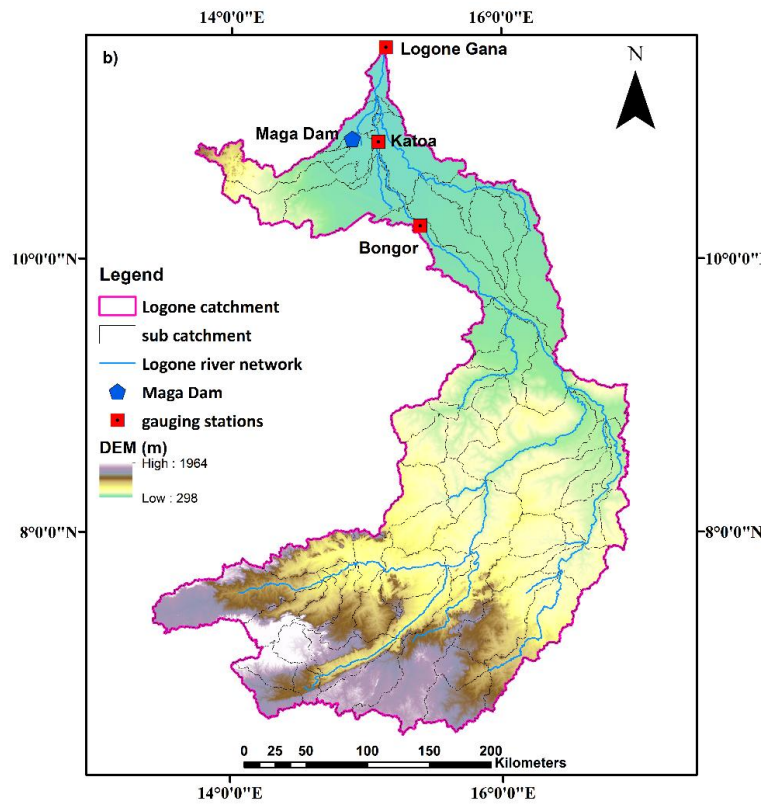 14°0'0"E 16°0'0"E
b)
Logone Gana
N
Maga Dam
Katoa
Bongor
10°0'0"N 10°0'0"N
Legend
Logone catchment
sub catchment
Logone river network
Maga Dam
gauging stations
DEM (m)
High : 1964
Low : 298
8°0'0"N 8°0'0"N
0 25 50 100 150 200
Kilometers
14°0'0"E 16°0'0"E